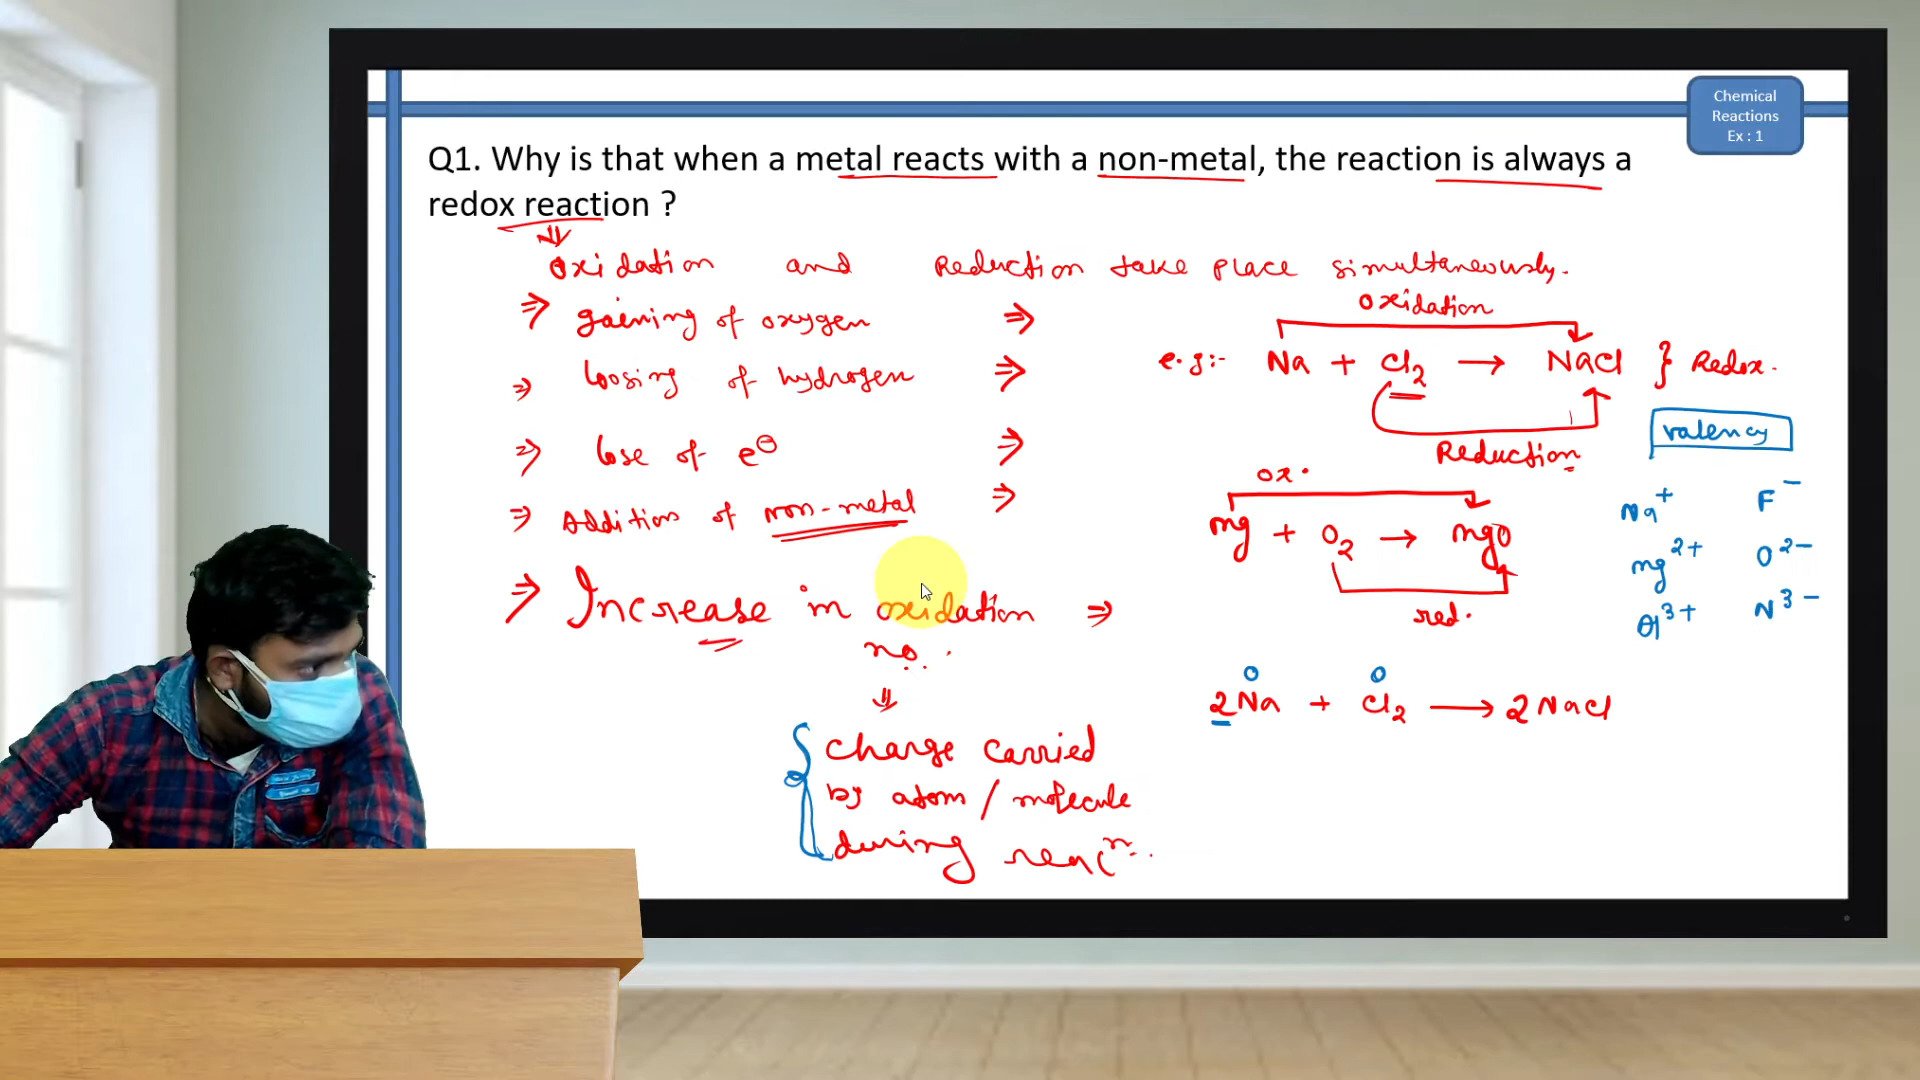 Chemical
Reactions
Ex : 1
Q1. Why is that when a metal reacts with a non-metal, the reaction is always a
redox reaction ?
⇓
Oxidation and Reduction take place simultaneously.
⇒ gaining of oxygen ⇒
⇒ loosing of hydrogen ⇒
⇒ lose of e⊖ ⇒
⇒ Addition of non-metal ⇒
⇒ Increase in oxidation ⇒
no.
⇓
Charge carried
by atom / molecule
during reacⁿ.
Oxidation
e.g:- Na + Cl₂ → NaCl } Redox.
Reduction
ox.
Mg + O₂ → MgO
red.
valency
Na⁺ F⁻
Mg²⁺ O²⁻
Al³⁺ N³⁻
0 0
2Na + Cl₂ → 2NaCl